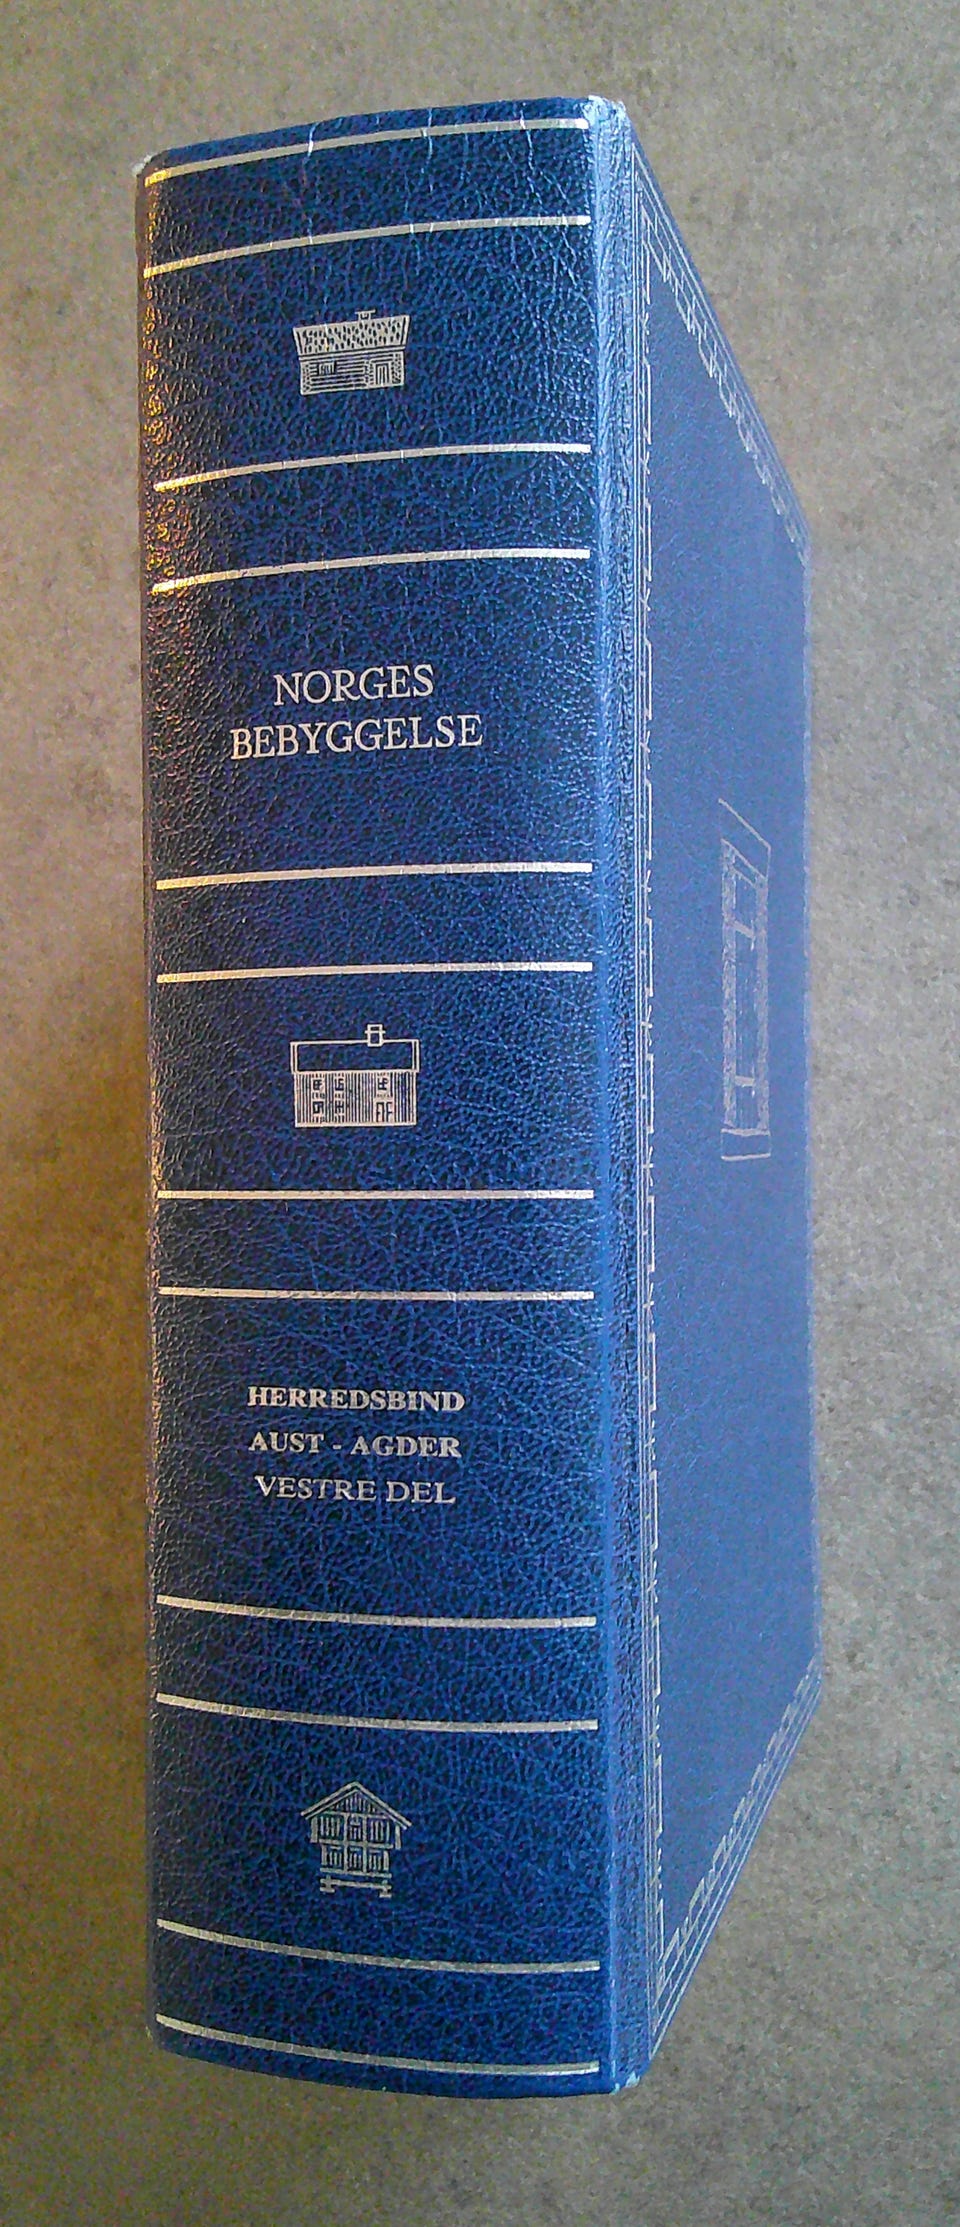 NORGES
BEBYGGELSE
HERREDSBIND
AUST - AGDER
VESTRE DEL